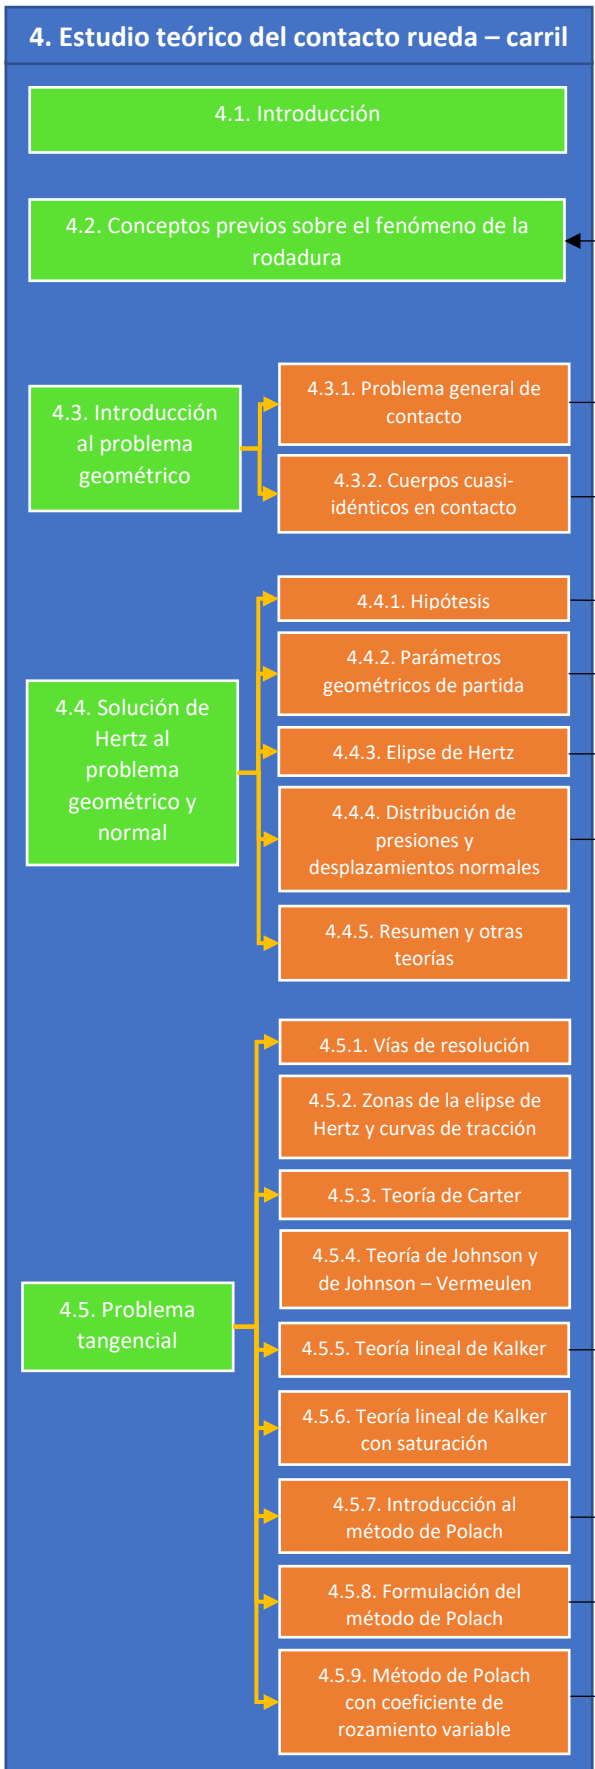 4. Estudio teórico del contacto rueda – carril
4.1. Introducción
4.2. Conceptos previos sobre el fenómeno de la
rodadura
4.3. Introducción
al problema
geométrico
4.3.1. Problema general de
contacto
4.3.2. Cuerpos cuasi-
idénticos en contacto
4.4. Solución de
Hertz al
problema
geométrico y
normal
4.4.1. Hipótesis
4.4.2. Parámetros
geométricos de partida
4.4.3. Elipse de Hertz
4.4.4. Distribución de
presiones y
desplazamientos normales
4.4.5. Resumen y otras
teorías
4.5. Problema
tangencial
4.5.1. Vías de resolución
4.5.2. Zonas de la elipse de
Hertz y curvas de tracción
4.5.3. Teoría de Carter
4.5.4. Teoría de Johnson y
de Johnson – Vermeulen
4.5.5. Teoría lineal de Kalker
4.5.6. Teoría lineal de Kalker
con saturación
4.5.7. Introducción al
método de Polach
4.5.8. Formulación del
método de Polach
4.5.9. Método de Polach
con coeficiente de
rozamiento variable